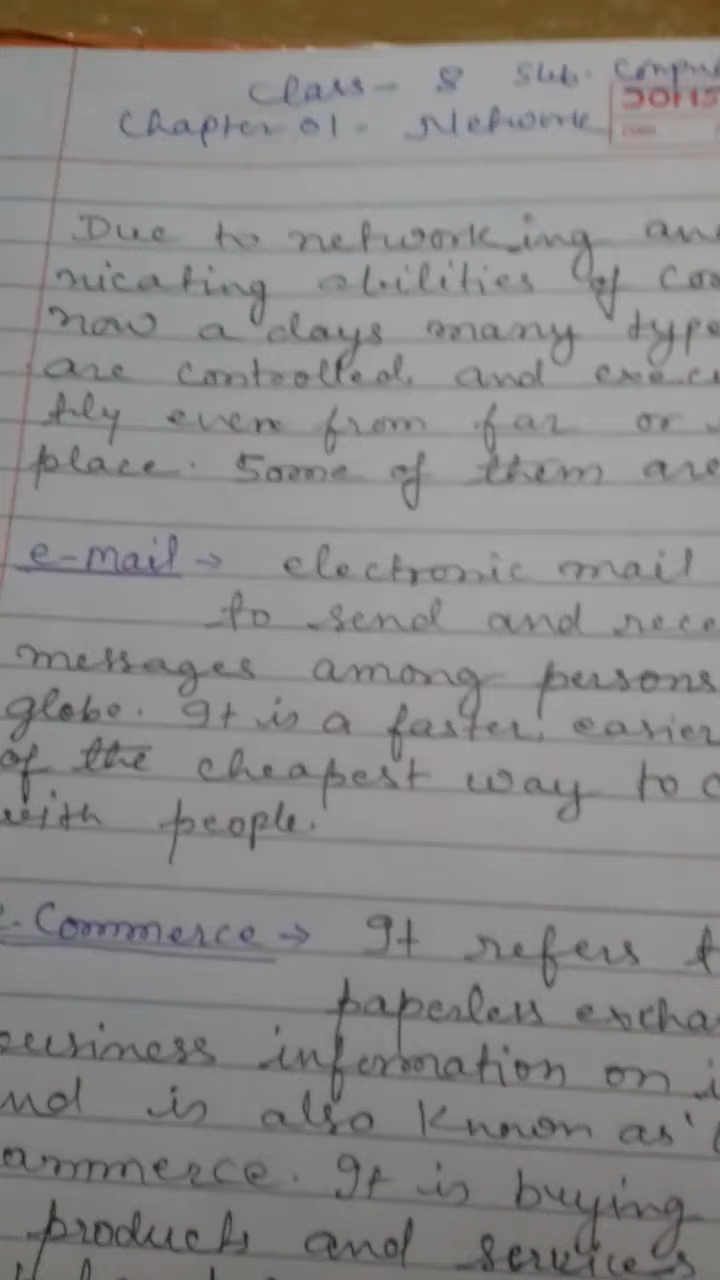 Class - 8 Sub. Compu
Chapter 01 - Network
Due to networking an
nicating abilities of co
now a days many type
are controlled and exec
tly even from far or
place. Some of them are
e-mail → electronic mail
to send and rece
messages among persons
globe. It is a faster, easier
of the cheapest way to c
with people.
e-Commerce → It refers t
paperless excha
business information on i
and is also known as '
ommerce. It is buying
products and services